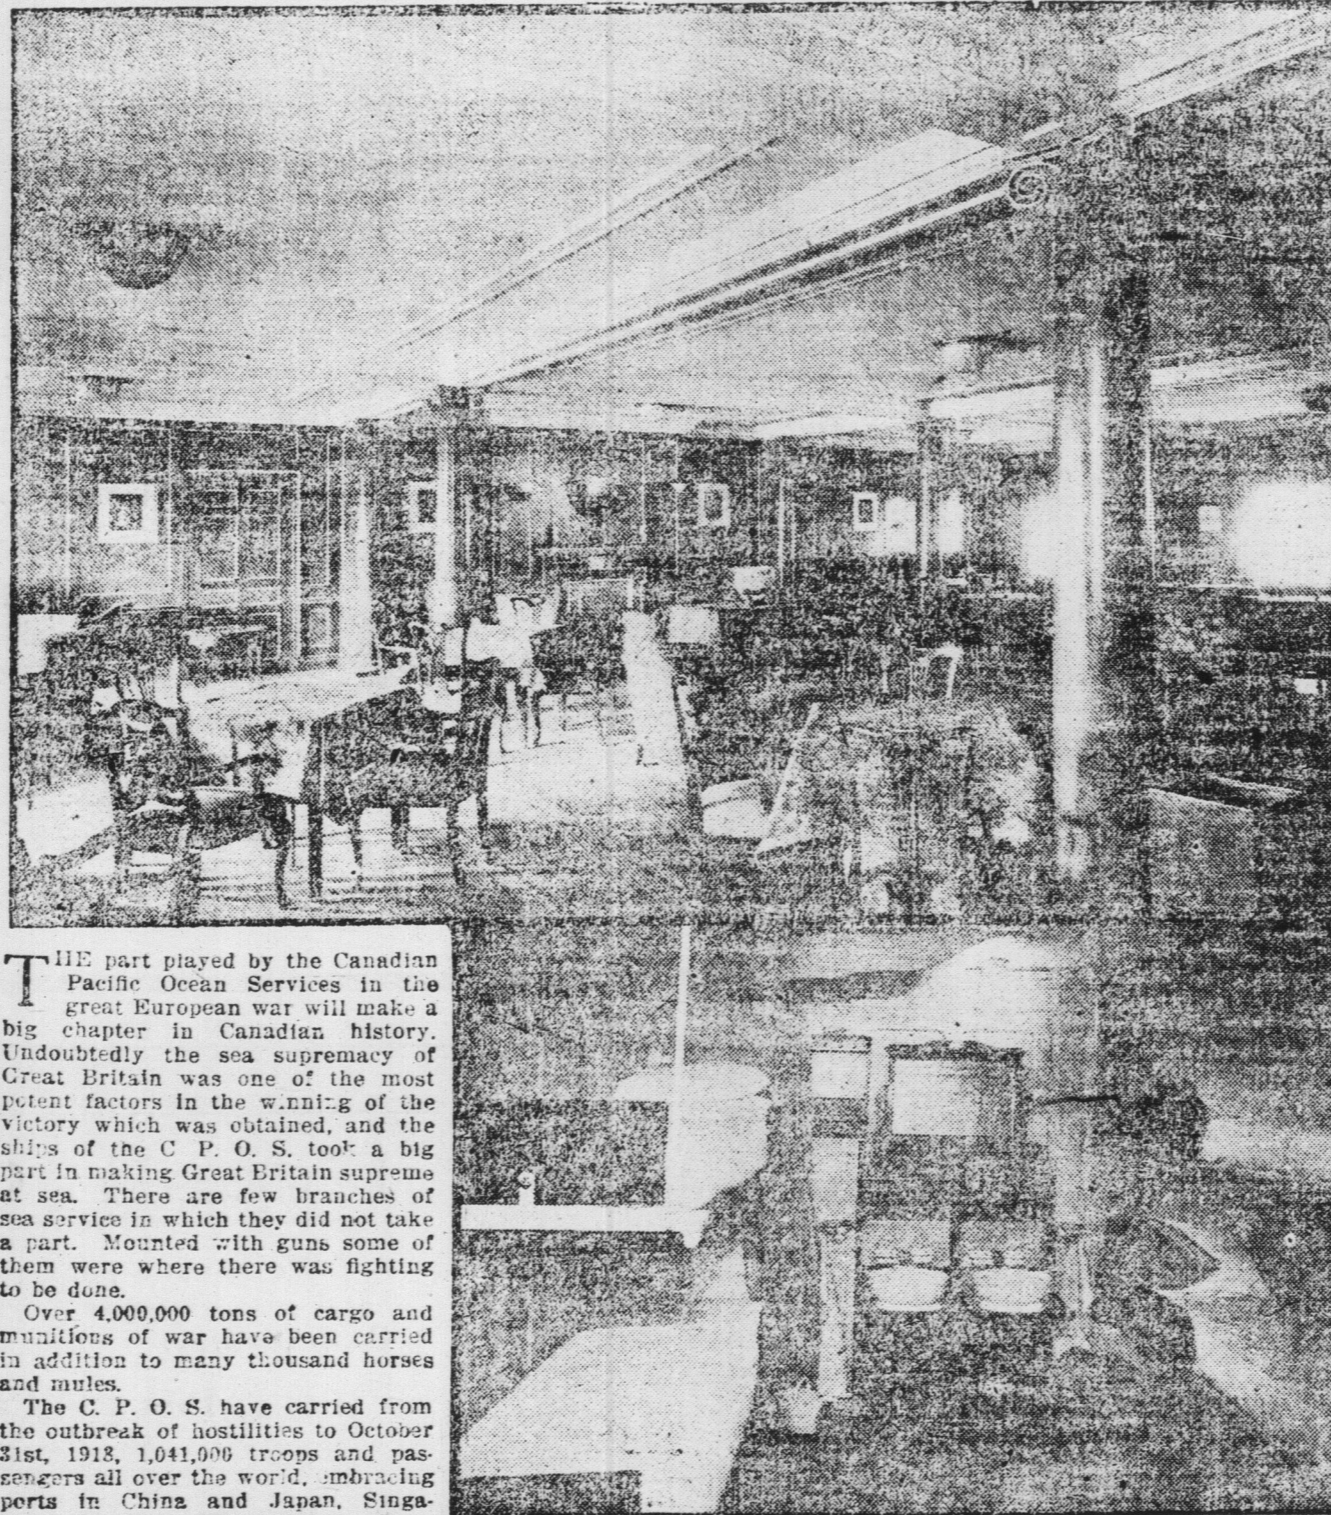 THE part played by the Canadian
Pacific Ocean Services in the
great European war will make a
big chapter in Canadian history.
Undoubtedly the sea supremacy of
Great Britain was one of the most
potent factors in the winning of the
victory which was obtained, and the
ships of the C P. O. S. took a big
part in making Great Britain supreme
at sea. There are few branches of
sea service in which they did not take
a part. Mounted with guns some of
them were where there was fighting
to be done.
Over 4,000,000 tons of cargo and
munitions of war have been carried
in addition to many thousand horses
and mules.
The C. P. O. S. have carried from
the outbreak of hostilities to October
31st, 1918, 1,041,000 troops and pas-
sengers all over the world, embracing
ports in China and Japan, Singa-